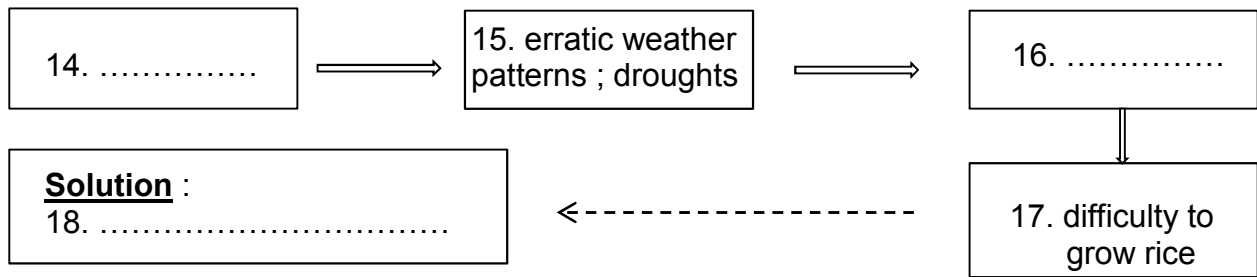 14. ……………
15. erratic weather
patterns ; droughts
16. ……………
Solution :
18. ……………………………
17. difficulty to
grow rice